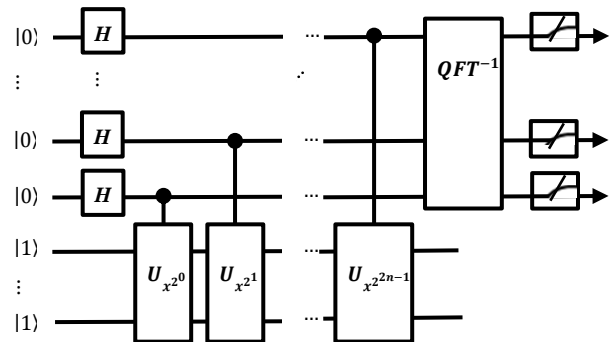 |0⟩ H ... QFT⁻¹
⋮ ⋮ ⋰
|0⟩ H ...
|0⟩ H ...
|1⟩ U_{x^{2^0}} U_{x^{2^1}} ... U_{x^{2^{2n-1}}}
⋮
|1⟩ ...